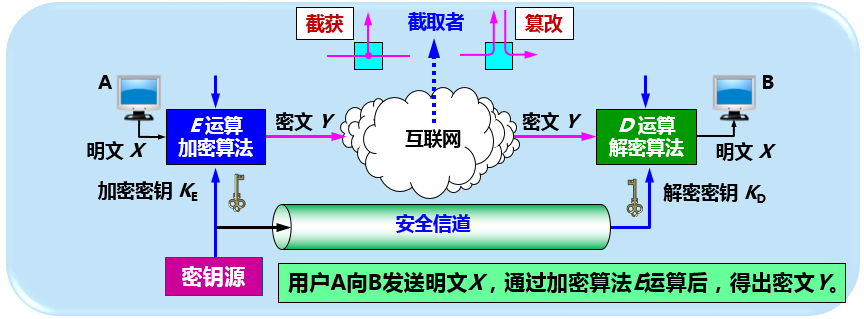 截获
截取者
篡改
A
B
E 运算
加密算法
密文 Y
互联网
密文 Y
D 运算
解密算法
明文 X
明文 X
加密密钥 KE
解密密钥 KD
安全信道
密钥源
用户A向B发送明文X，通过加密算法E运算后，得出密文Y。